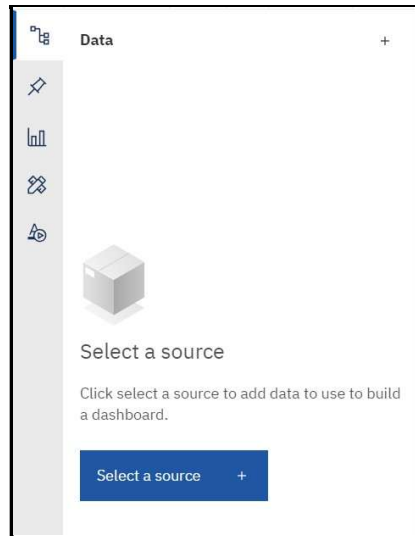 Data +
Select a source
Click select a source to add data to use to build
a dashboard.
Select a source +